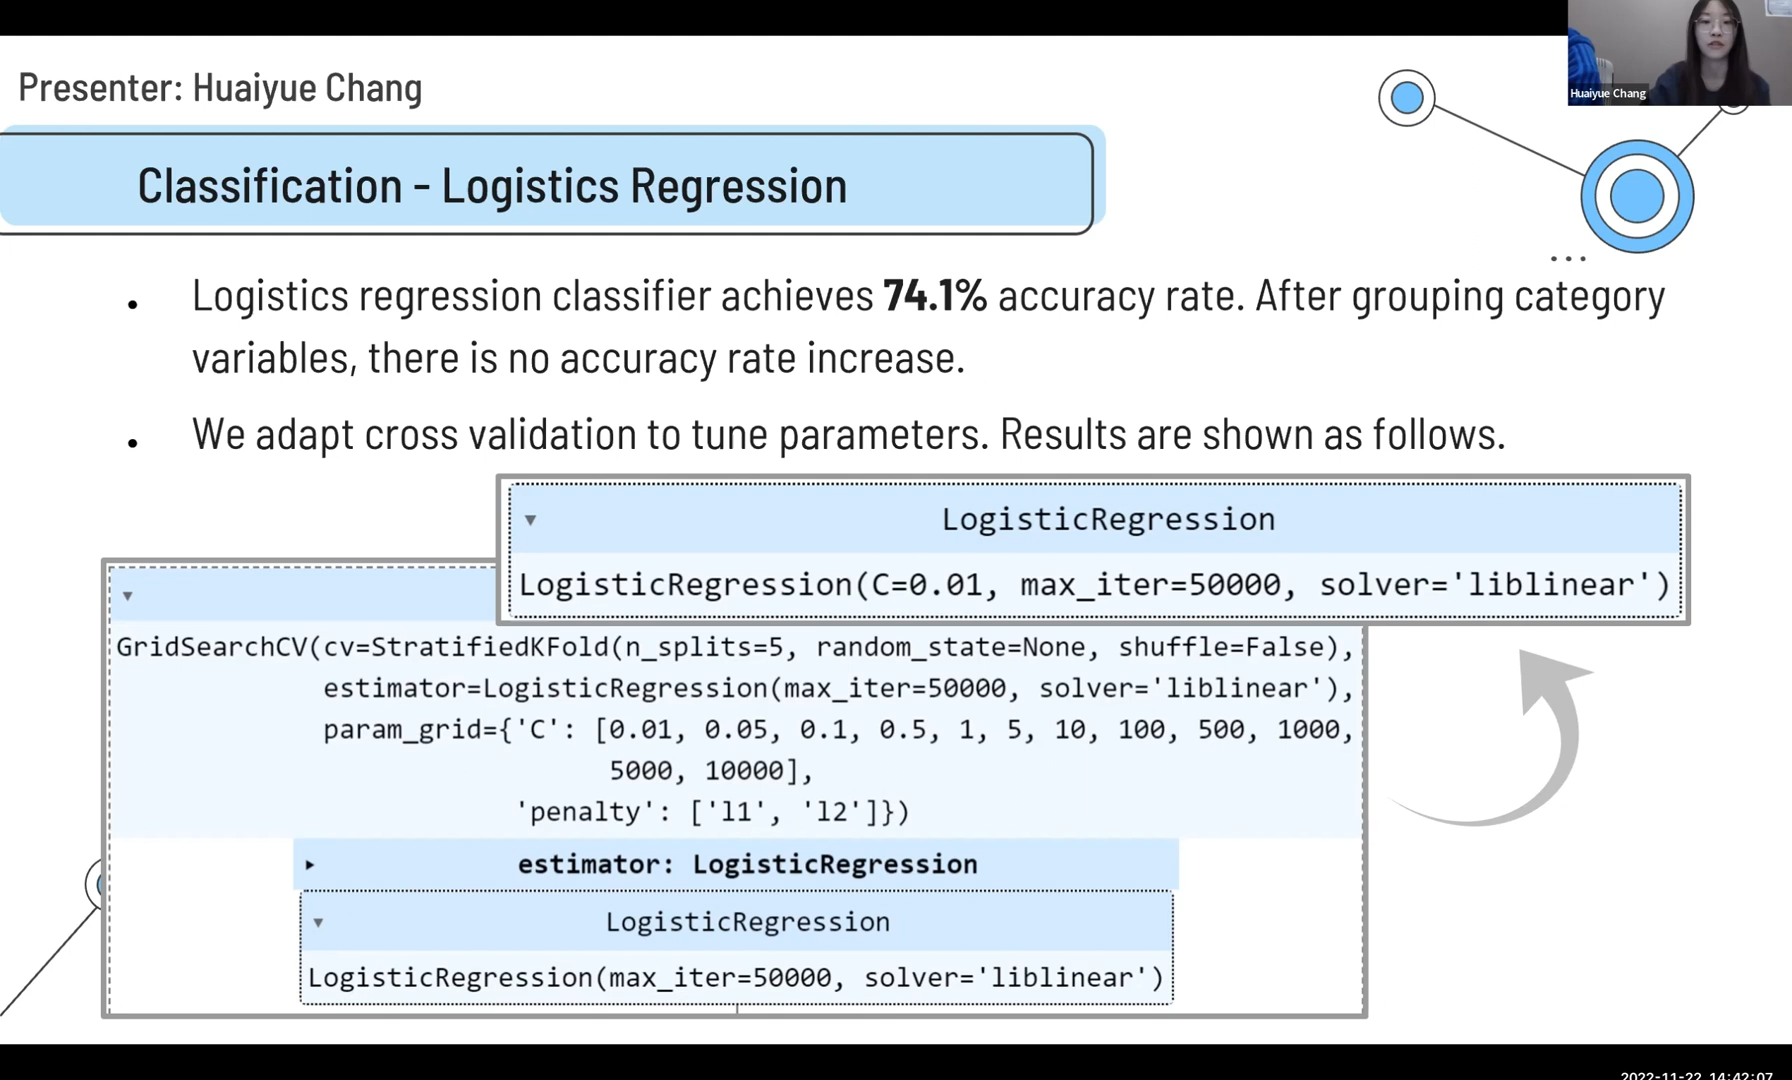 Presenter: Huaiyue Chang
Huaiyue Chang
Classification - Logistics Regression
Logistics regression classifier achieves 74.1% accuracy rate. After grouping category
variables, there is no accuracy rate increase.
We adapt cross validation to tune parameters. Results are shown as follows.
LogisticRegression
LogisticRegression(C=0.01, max_iter=50000, solver='liblinear')
GridSearchCV(cv=StratifiedKFold(n_splits=5, random_state=None, shuffle=False),
estimator=LogisticRegression(max_iter=50000, solver='liblinear'),
param_grid={'C': [0.01, 0.05, 0.1, 0.5, 1, 5, 10, 100, 500, 1000,
5000, 10000],
'penalty': ['l1', 'l2']})
estimator: LogisticRegression
LogisticRegression
LogisticRegression(max_iter=50000, solver='liblinear')
2022-11-22 14:42:07